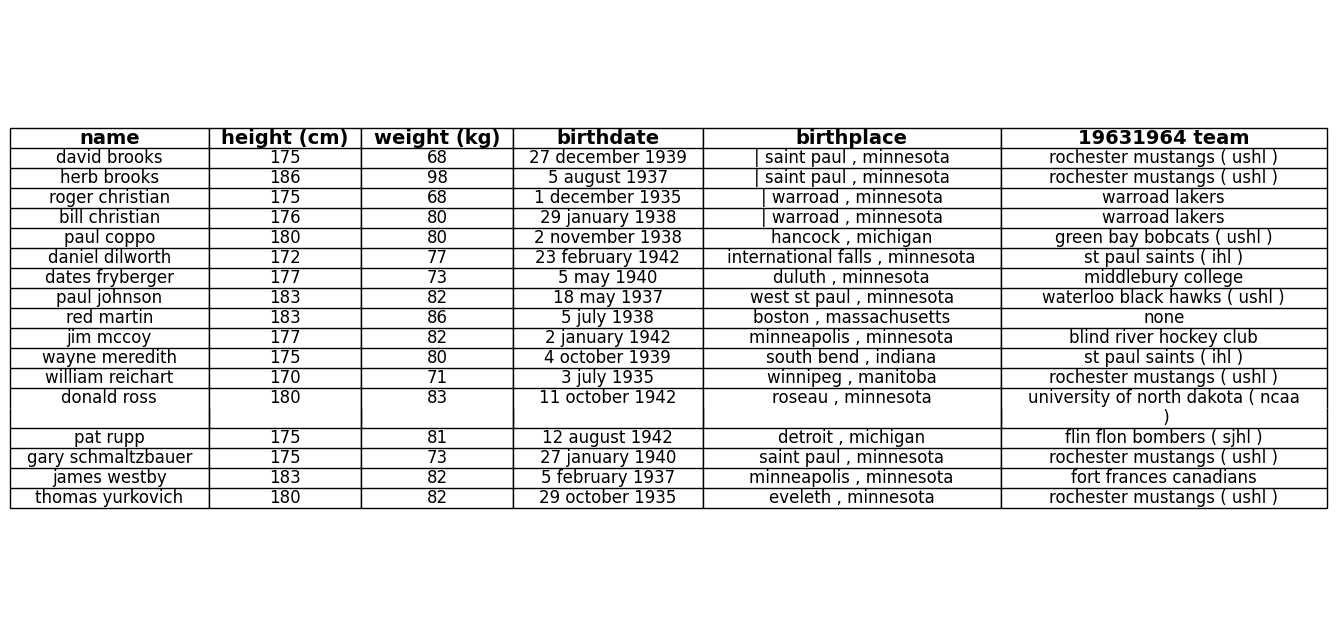 name height (cm) weight (kg) birthdate birthplace 19631964 team
david brooks 175 68 27 december 1939 | saint paul , minnesota rochester mustangs ( ushl )
herb brooks 186 98 5 august 1937 | saint paul , minnesota rochester mustangs ( ushl )
roger christian 175 68 1 december 1935 | warroad , minnesota warroad lakers
bill christian 176 80 29 january 1938 | warroad , minnesota warroad lakers
paul coppo 180 80 2 november 1938 hancock , michigan green bay bobcats ( ushl )
daniel dilworth 172 77 23 february 1942 international falls , minnesota st paul saints ( ihl )
dates fryberger 177 73 5 may 1940 duluth , minnesota middlebury college
paul johnson 183 82 18 may 1937 west st paul , minnesota waterloo black hawks ( ushl )
red martin 183 86 5 july 1938 boston , massachusetts none
jim mccoy 177 82 2 january 1942 minneapolis , minnesota blind river hockey club
wayne meredith 175 80 4 october 1939 south bend , indiana st paul saints ( ihl )
william reichart 170 71 3 july 1935 winnipeg , manitoba rochester mustangs ( ushl )
donald ross 180 83 11 october 1942 roseau , minnesota university of north dakota ( ncaa
)
pat rupp 175 81 12 august 1942 detroit , michigan flin flon bombers ( sjhl )
gary schmaltzbauer 175 73 27 january 1940 saint paul , minnesota rochester mustangs ( ushl )
james westby 183 82 5 february 1937 minneapolis , minnesota fort frances canadians
thomas yurkovich 180 82 29 october 1935 eveleth , minnesota rochester mustangs ( ushl )